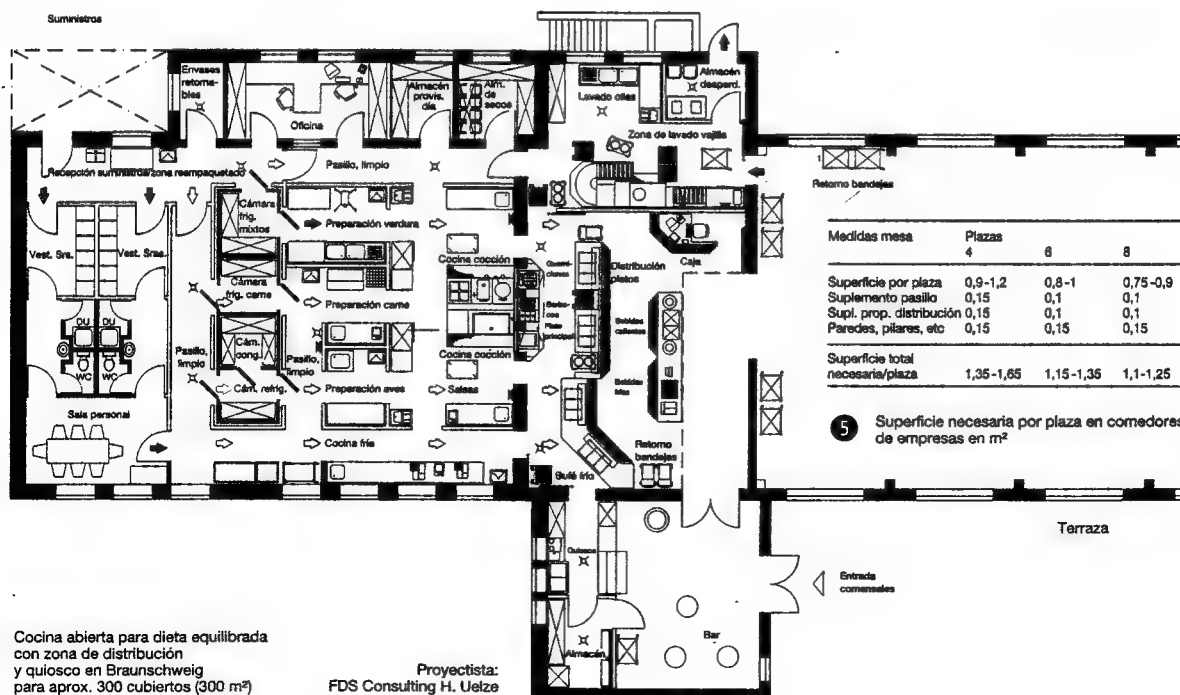 Suministros
Envases
retorna-
bles
Oficina
Almacén
provis.
día
Alm.
de
secos
Lavado ollas
Almacén
desperd.
Zona de lavado vajilla
Recepción suministros/zona reempaquetado
Pasillo, limpio
Retorno bandejas
Vest. Srs.
Vest. Sras.
Cámara
frig.
mixtos
Preparación verdura
Cocina cocción
Caja
Distribución
platos
Cámara
frig. carne
Preparación carne
Guarni-
ciones
Plato
principal
Bebidas
calientes
DU
DU
WC
WC
Pasillo,
limpio
Cám.
cong.
Pasillo,
limpio
Cocina cocción
Cám. refrig.
Preparación aves
Salsas
Bebidas
frías
Sala personal
Cocina fría
Bufé frío
Retorno
bandejas
Medidas mesa Plazas
4 6 8
Superficie por plaza 0,9-1,2 0,8-1 0,75-0,9
Suplemento pasillo 0,15 0,1 0,1
Supl. prop. distribución 0,15 0,1 0,1
Paredes, pilares, etc 0,15 0,15 0,15
Superficie total
necesaria/plaza 1,35-1,65 1,15-1,35 1,1-1,25
5 Superficie necesaria por plaza en comedores
de empresas en m²
Terraza
Quiosco
Entrada
comensales
Bar
Almacén
Cocina abierta para dieta equilibrada
con zona de distribución
y quiosco en Braunschweig
para aprox. 300 cubiertos (300 m²)
Proyectista:
FDS Consulting H. Uelze